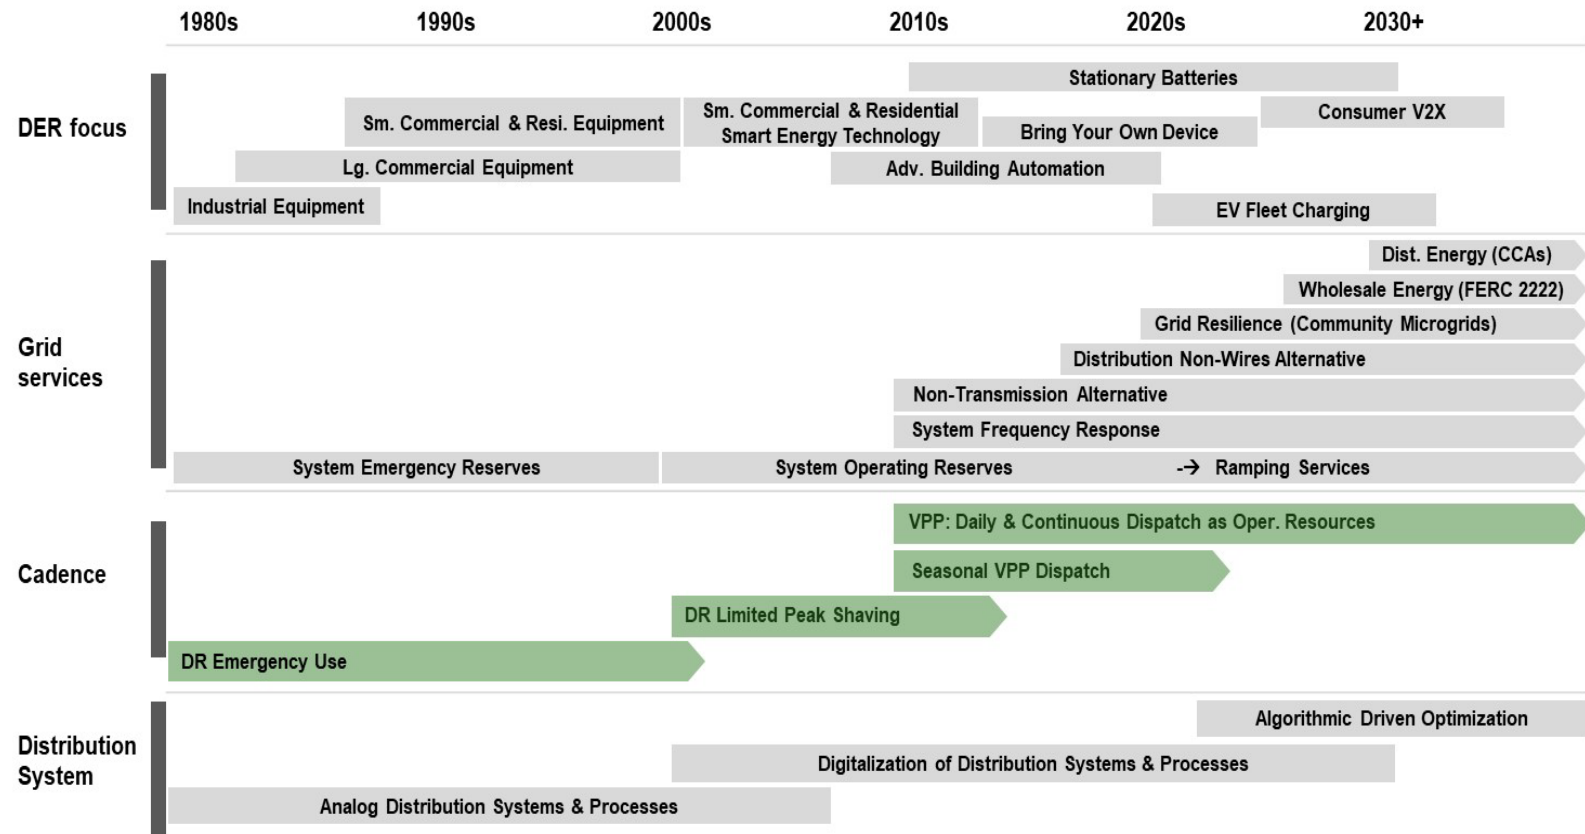 1980s 1990s 2000s 2010s 2020s 2030+
DER focus
Stationary Batteries
Consumer V2X
Sm. Commercial & Resi. Equipment
Sm. Commercial & Residential
Smart Energy Technology
Bring Your Own Device
Lg. Commercial Equipment
Adv. Building Automation
Industrial Equipment
EV Fleet Charging
Grid
services
Dist. Energy (CCAs)
Wholesale Energy (FERC 2222)
Grid Resilience (Community Microgrids)
Distribution Non-Wires Alternative
Non-Transmission Alternative
System Frequency Response
System Emergency Reserves
System Operating Reserves -→ Ramping Services
Cadence
VPP: Daily & Continuous Dispatch as Oper. Resources
Seasonal VPP Dispatch
DR Limited Peak Shaving
DR Emergency Use
Distribution
System
Algorithmic Driven Optimization
Digitalization of Distribution Systems & Processes
Analog Distribution Systems & Processes